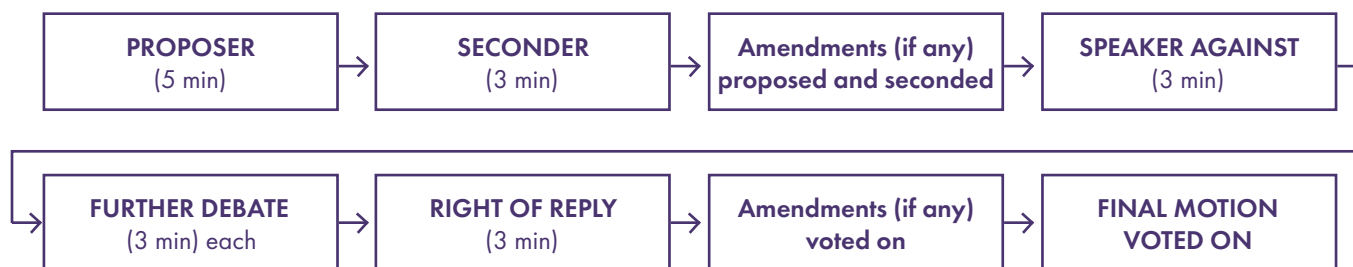 PROPOSER
(5 min)
SECONDER
(3 min)
Amendments (if any)
proposed and seconded
SPEAKER AGAINST
(3 min)
FURTHER DEBATE
(3 min) each
RIGHT OF REPLY
(3 min)
Amendments (if any)
voted on
FINAL MOTION
VOTED ON